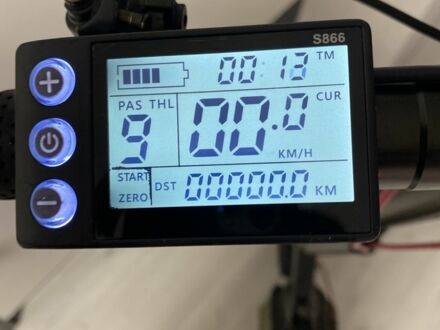 S866
00:13 TM
PAS THL
9
00.0 CUR
KM/H
START
ZERO
DST 00000.0 KM